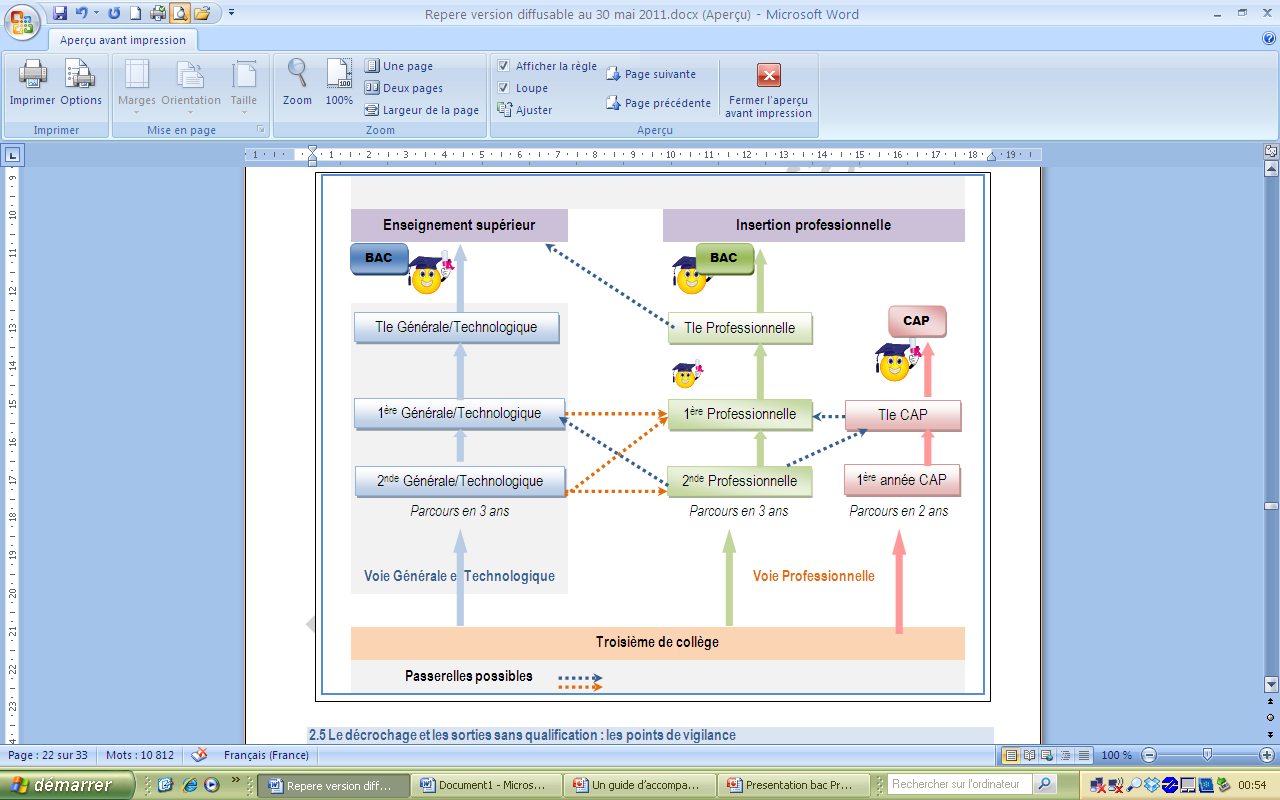 Repere version diffusable au 30 mai 2011.docx (Aperçu) - Microsoft Word
Aperçu avant impression
Imprimer Options
Imprimer
Marges Orientation Taille
Mise en page
Zoom 100%
Une page
Deux pages
Largeur de la page
Zoom
Afficher la règle
Loupe
Ajuster
Page suivante
Page précédente
Fermer l'aperçu avant impression
Aperçu
Enseignement supérieur Insertion professionnelle
BAC BAC
Tle Générale/Technologique Tle Professionnelle CAP
1ère Générale/Technologique 1ère Professionnelle Tle CAP
2nde Générale/Technologique 2nde Professionnelle 1ère année CAP
Parcours en 3 ans Parcours en 3 ans Parcours en 2 ans
Voie Générale et Technologique Voie Professionnelle
Troisième de collège
Passerelles possibles
2.5 Le décrochage et les sorties sans qualification : les points de vigilance
Page : 22 sur 33 Mots : 10 812 Français (France) 100 %
démarrer Repere version diff... Document1 - Micros... Un guide d'accompa... Presentation bac Pr... Rechercher sur l'ordinateur 00:54